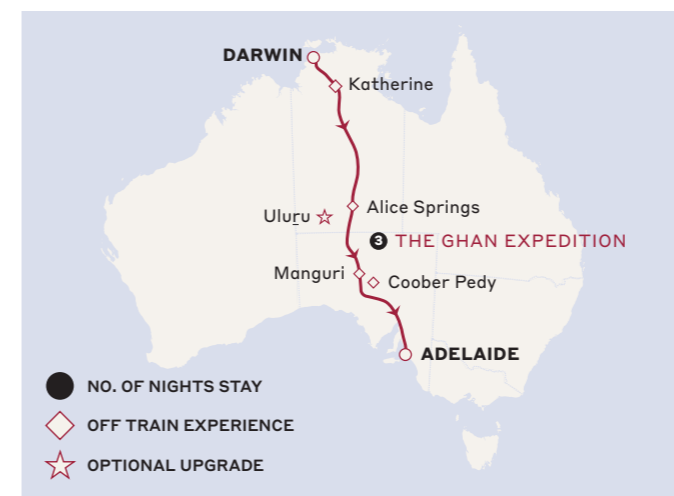 DARWIN
Katherine
Uluṟu
Alice Springs
3 THE GHAN EXPEDITION
Manguri
Coober Pedy
ADELAIDE
NO. OF NIGHTS STAY
OFF TRAIN EXPERIENCE
OPTIONAL UPGRADE